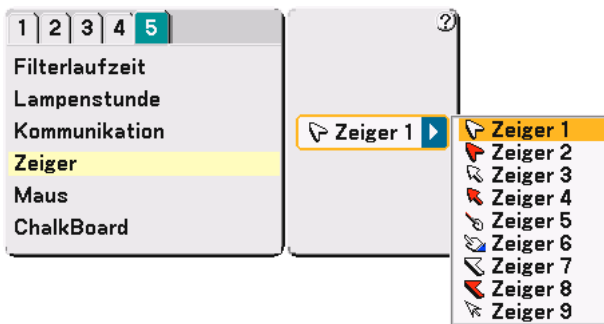 1 2 3 4 5
?
Filterlaufzeit
Lampenstunde
Kommunikation
Zeiger
Maus
ChalkBoard
Zeiger 1
Zeiger 1
Zeiger 2
Zeiger 3
Zeiger 4
Zeiger 5
Zeiger 6
Zeiger 7
Zeiger 8
Zeiger 9